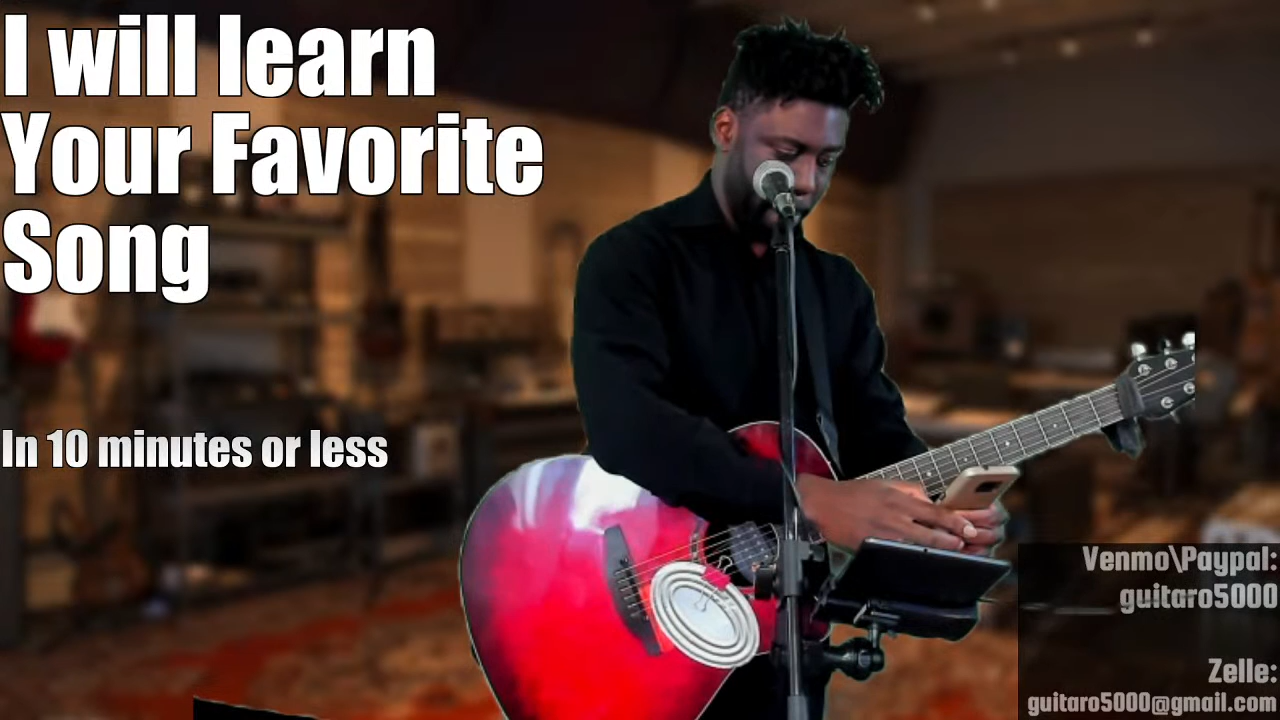 I will learn
Your Favorite
Song
In 10 minutes or less
Venmo\Paypal:
guitaro5000
Zelle:
guitaro5000@gmail.com